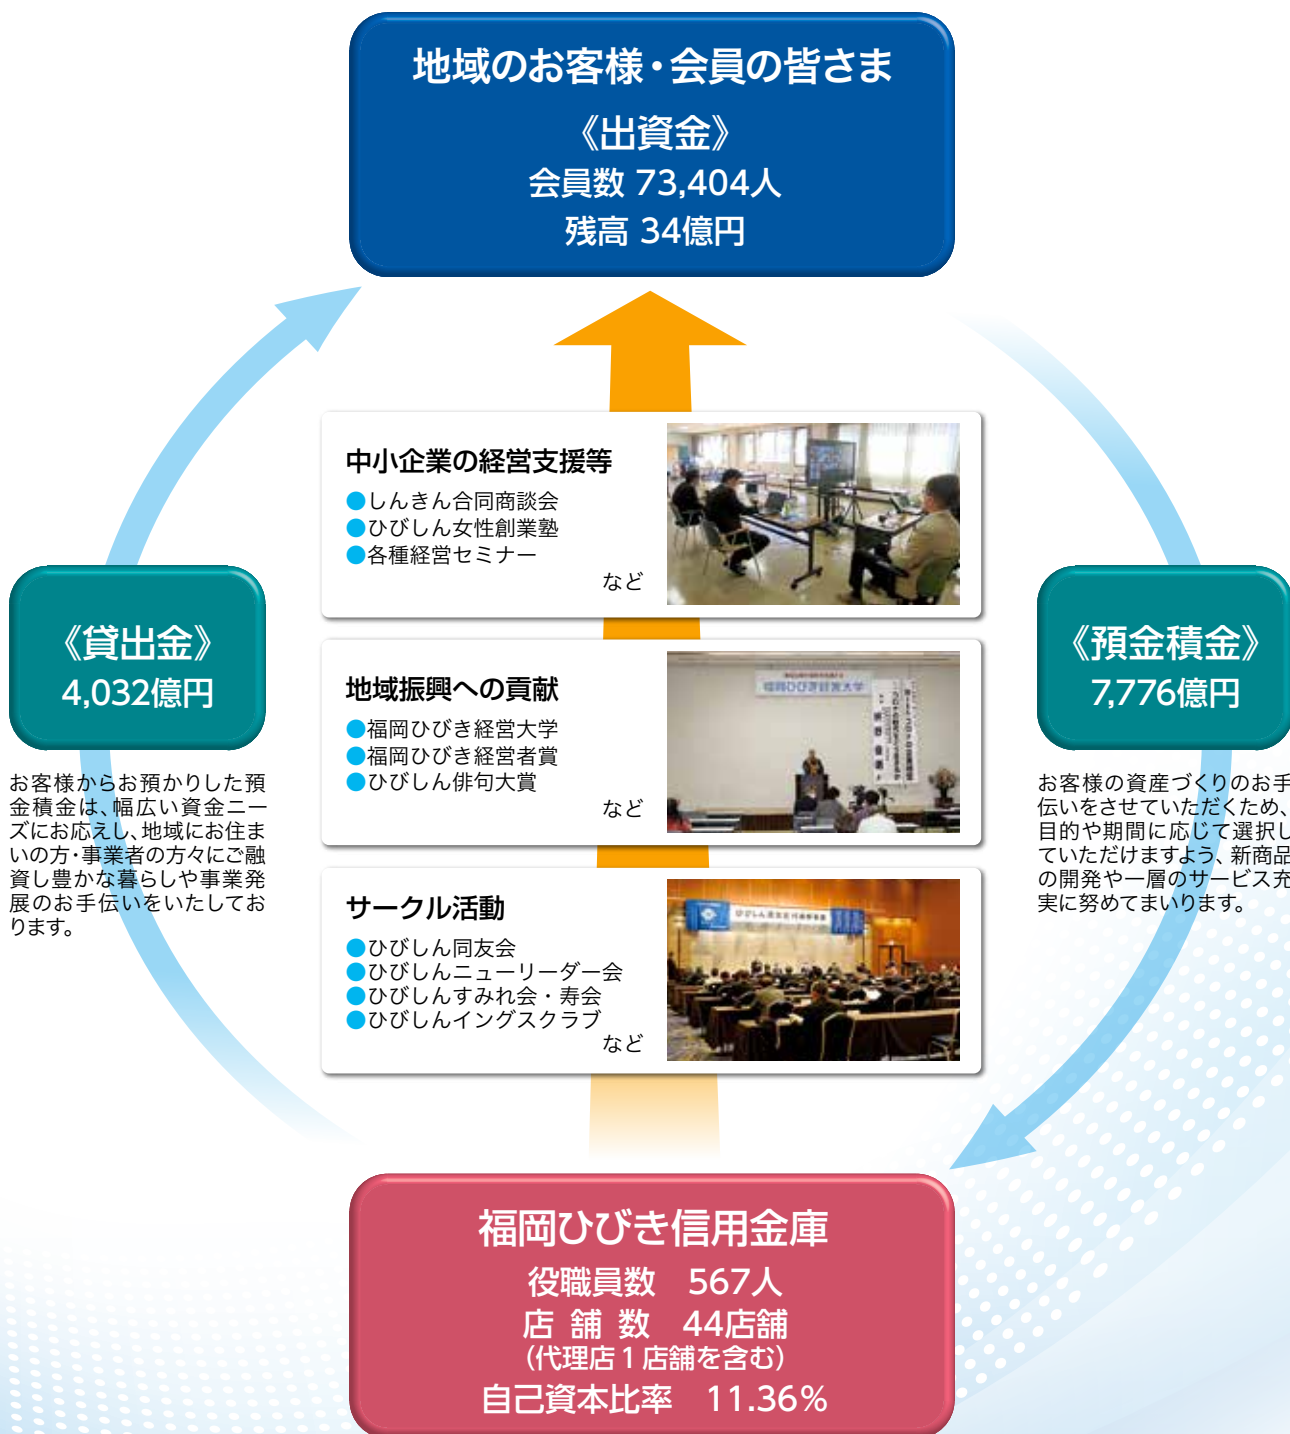 地域のお客様・会員の皆さま
《出資金》
会員数 73,404人
残高 34億円
中小企業の経営支援等
●しんきん合同商談会
●ひびしん女性創業塾
●各種経営セミナー
など
《貸出金》
4,032億円
お客様からお預かりした預
金積金は、幅広い資金ニー
ズにお応えし、地域にお住ま
いの方・事業者の方々にご融
資し豊かな暮らしや事業発
展のお手伝いをいたしてお
ります。
地域振興への貢献
●福岡ひびき経営大学
●福岡ひびき経営者賞
●ひびしん俳句大賞
など
福岡ひびき経営大学
《預金積金》
7,776億円
お客様の資産づくりのお手
伝いをさせていただくため、
目的や期間に応じて選択し
ていただけますよう、新商品
の開発や一層のサービス充
実に努めてまいります。
サークル活動
●ひびしん同友会
●ひびしんニューリーダー会
●ひびしんすみれ会・寿会
●ひびしんイングスクラブ
など
福岡ひびき信用金庫
役職員数 567人
店舗数 44店舗
(代理店1店舗を含む)
自己資本比率 11.36%